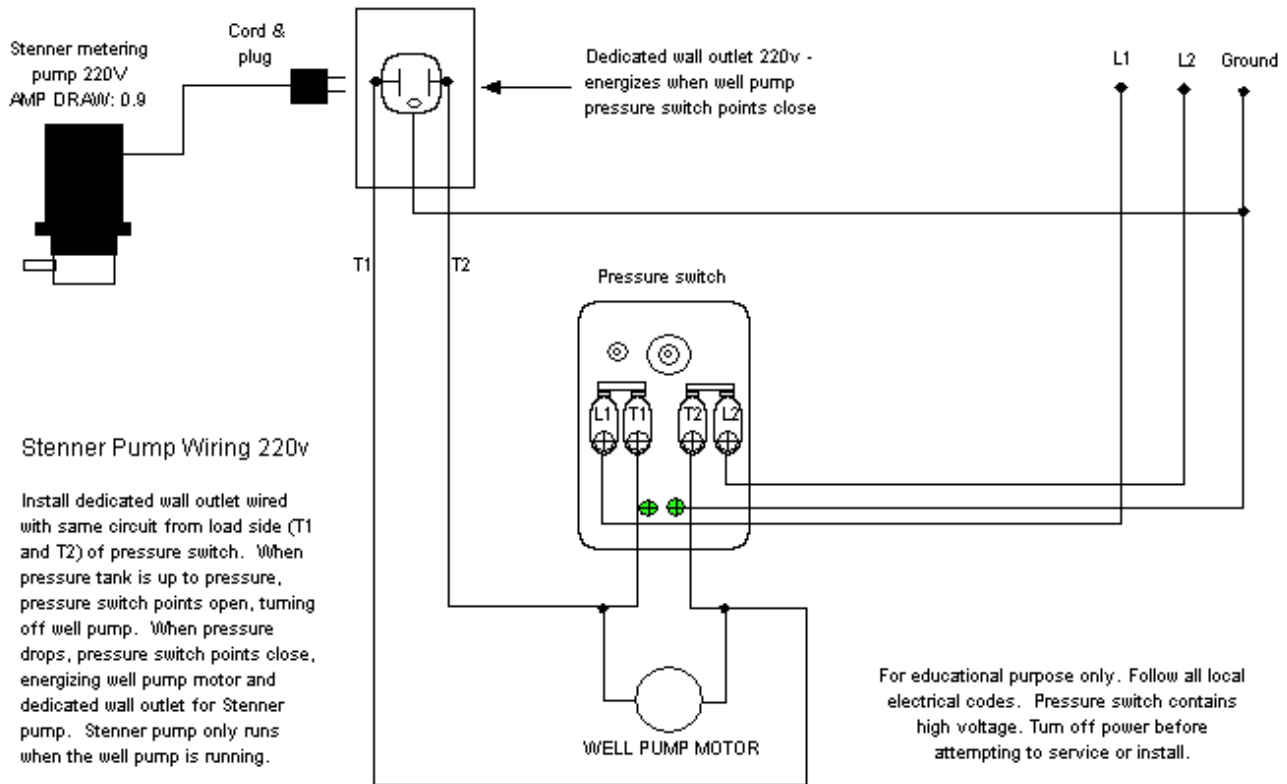 Stenner metering
pump 220V
AMP DRAW: 0.9
Cord &
plug
Dedicated wall outlet 220v -
energizes when well pump
pressure switch points close
L1
L2
Ground
T1
T2
Pressure switch
L1
T1
T2
L2
Stenner Pump Wiring 220v
Install dedicated wall outlet wired
with same circuit from load side (T1
and T2) of pressure switch. When
pressure tank is up to pressure,
pressure switch points open, turning
off well pump. When pressure
drops, pressure switch points close,
energizing well pump motor and
dedicated wall outlet for Stenner
pump. Stenner pump only runs
when the well pump is running.
WELL PUMP MOTOR
For educational purpose only. Follow all local
electrical codes. Pressure switch contains
high voltage. Turn off power before
attempting to service or install.